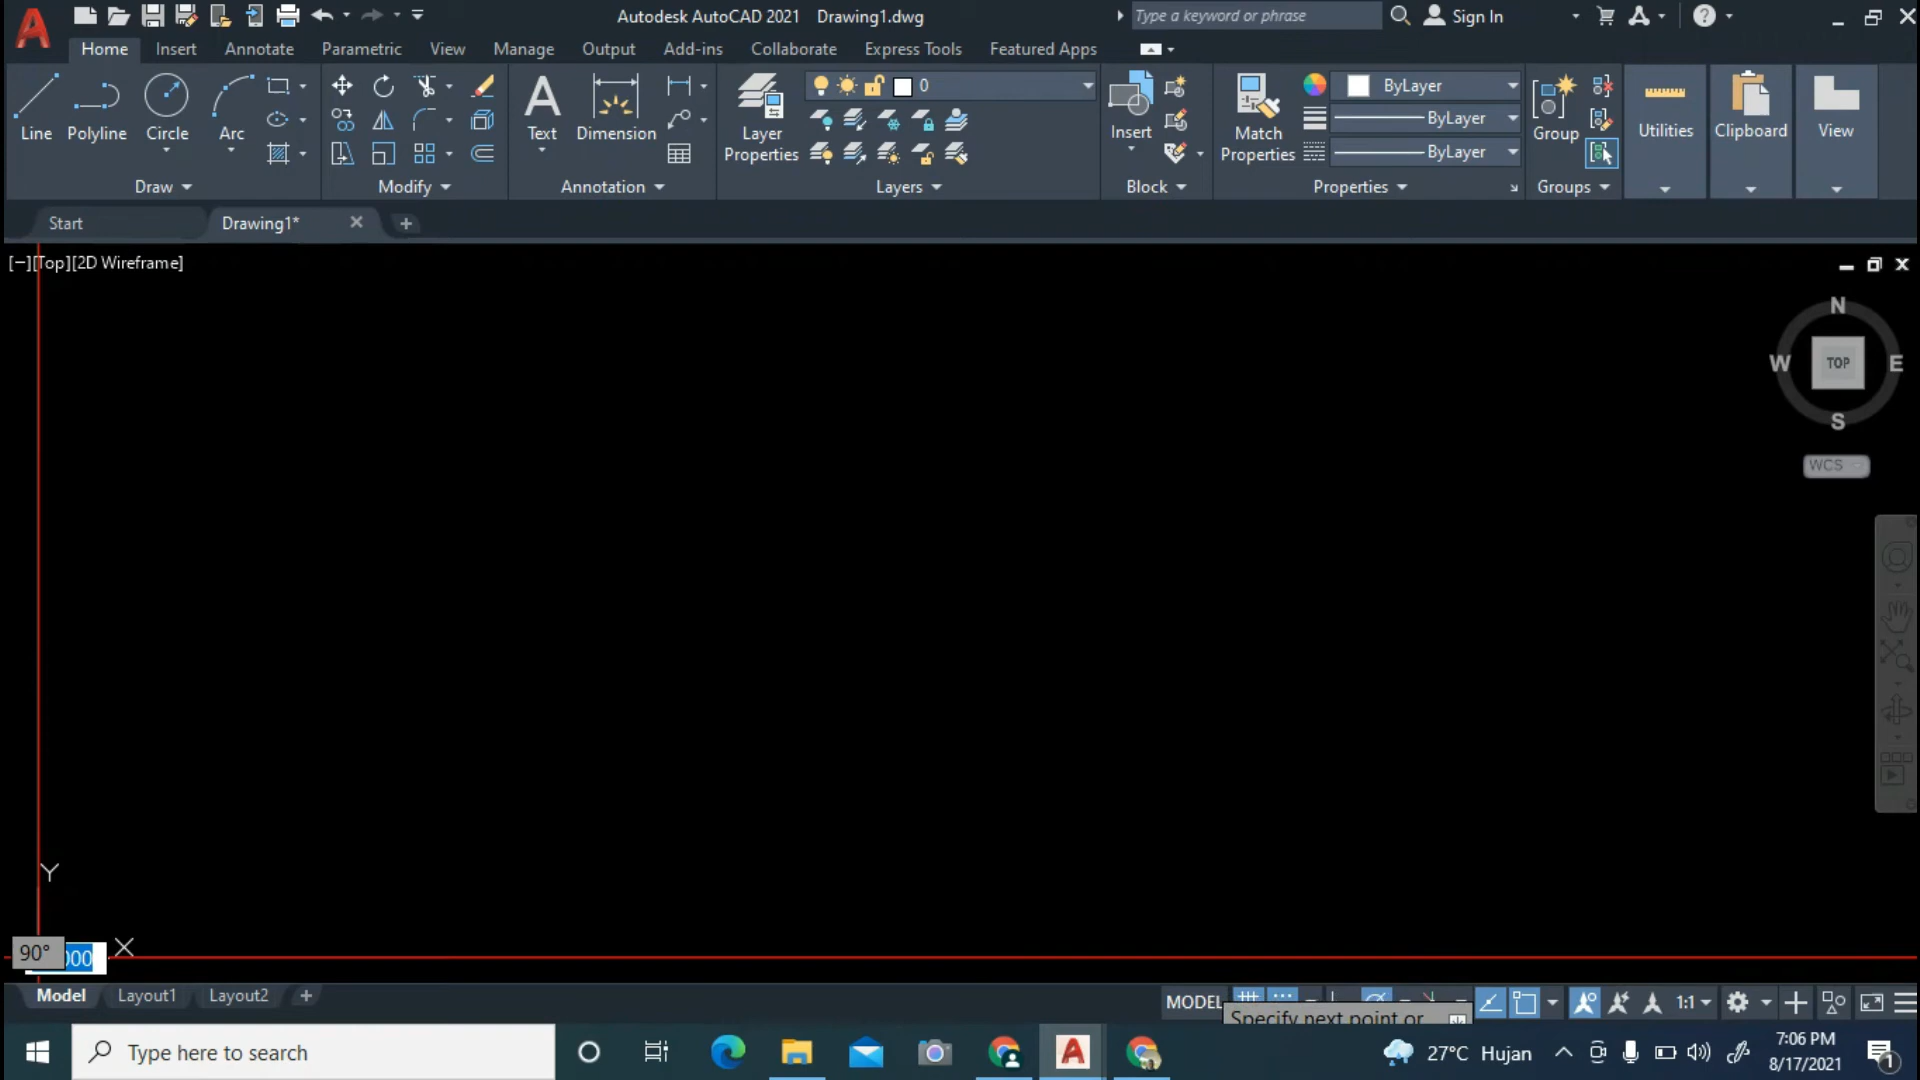 Autodesk AutoCAD 2021 Drawing1.dwg
Type a keyword or phrase
Sign In
Home Insert Annotate Parametric View Manage Output Add-ins Collaborate Express Tools Featured Apps
0
ByLayer
ByLayer
ByLayer
Line Polyline Circle Arc
Text Dimension
Layer Properties
Insert
Match Properties
Group
Utilities
Clipboard
View
Draw Modify Annotation Layers Block Properties Groups
Start Drawing1*
[−][Top][2D Wireframe]
N
W TOP E
S
WCS
Y
X
90°
Model Layout1 Layout2
MODEL
1:1
Specify next point or
Type here to search
27°C Hujan
7:06 PM
8/17/2021
1